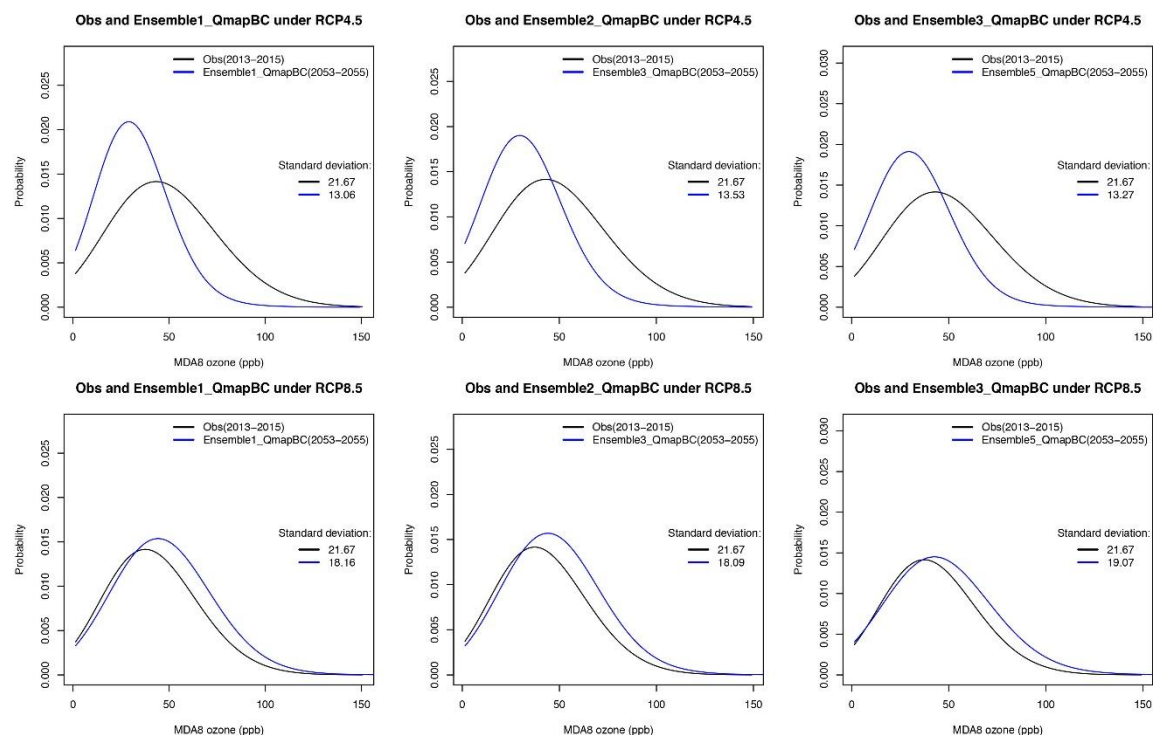 Obs and Ensemble1_QmapBC under RCP4.5
Obs(2013−2015)
Ensemble1_QmapBC(2053−2055)
Standard deviation:
21.67
13.06
Probability
0.025
0.020
0.015
0.010
0.005
0.000
0 50 100 150
MDA8 ozone (ppb)
Obs and Ensemble2_QmapBC under RCP4.5
Obs(2013−2015)
Ensemble3_QmapBC(2053−2055)
Standard deviation:
21.67
13.53
Probability
0.025
0.020
0.015
0.010
0.005
0.000
0 50 100 150
MDA8 ozone (ppb)
Obs and Ensemble3_QmapBC under RCP4.5
Obs(2013−2015)
Ensemble5_QmapBC(2053−2055)
Standard deviation:
21.67
13.27
Probability
0.030
0.025
0.020
0.015
0.010
0.005
0.000
0 50 100 150
MDA8 ozone (ppb)
Obs and Ensemble1_QmapBC under RCP8.5
Obs(2013−2015)
Ensemble1_QmapBC(2053−2055)
Standard deviation:
21.67
18.16
Probability
0.025
0.020
0.015
0.010
0.005
0.000
0 50 100 150
MDA8 ozone (ppb)
Obs and Ensemble2_QmapBC under RCP8.5
Obs(2013−2015)
Ensemble3_QmapBC(2053−2055)
Standard deviation:
21.67
18.09
Probability
0.025
0.020
0.015
0.010
0.005
0.000
0 50 100 150
MDA8 ozone (ppb)
Obs and Ensemble3_QmapBC under RCP8.5
Obs(2013−2015)
Ensemble5_QmapBC(2053−2055)
Standard deviation:
21.67
19.07
Probability
0.030
0.025
0.020
0.015
0.010
0.005
0.000
0 50 100 150
MDA8 ozone (ppb)